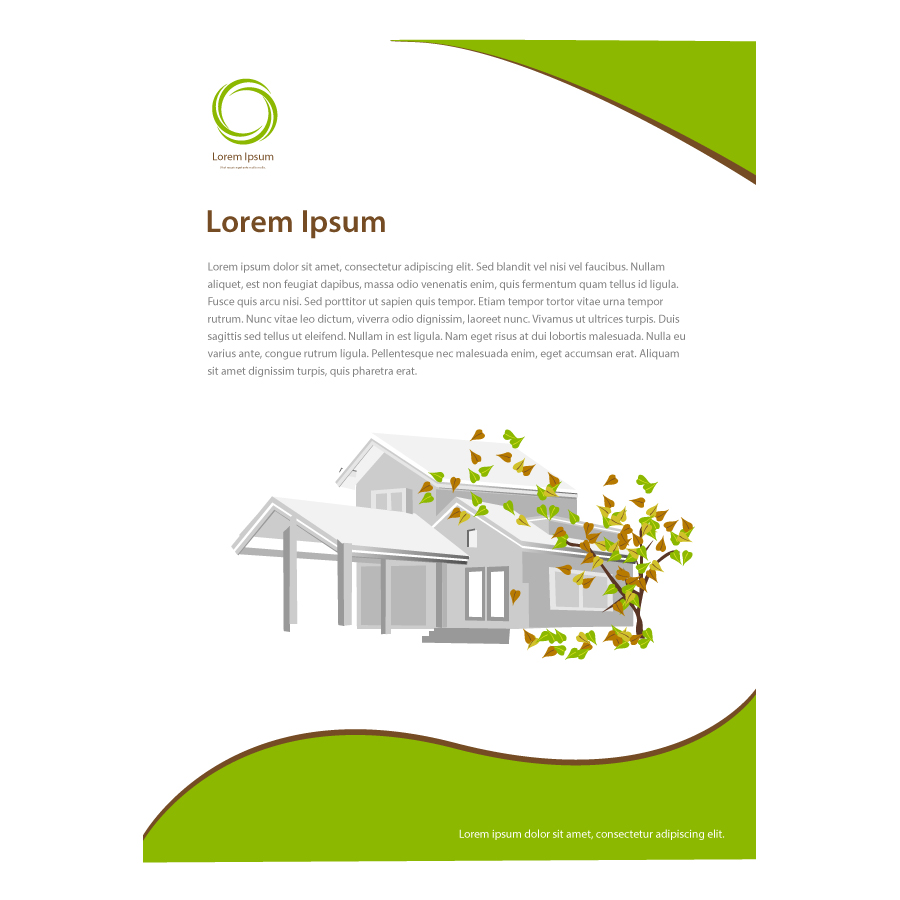 Lorem Ipsum
Lorem Ipsum
Lorem ipsum dolor sit amet, consectetur adipiscing elit. Sed blandit vel nisi vel faucibus. Nullam
aliquet, est non feugiat dapibus, massa odio venenatis enim, quis fermentum quam tellus id ligula.
Fusce quis arcu nisi. Sed porttitor ut sapien quis tempor. Etiam tempor tortor vitae urna tempor
rutrum. Nunc vitae leo dictum, viverra odio dignissim, laoreet nunc. Vivamus ut ultrices turpis. Duis
sagittis sed tellus ut eleifend. Nullam in est ligula. Nam eget risus at dui lobortis malesuada. Nulla eu
varius ante, congue rutrum ligula. Pellentesque nec malesuada enim, eget accumsan erat. Aliquam
sit amet dignissim turpis, quis pharetra erat.
Lorem ipsum dolor sit amet, consectetur adipiscing elit.